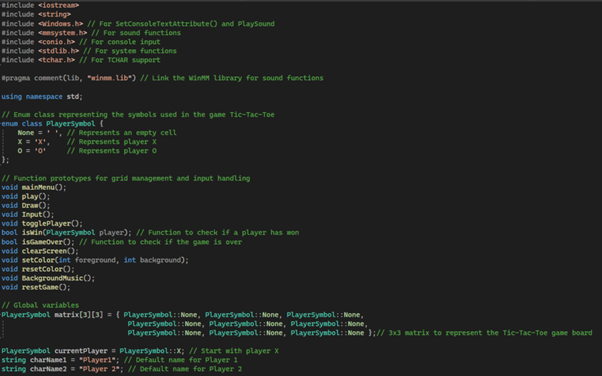 #include <iostream>
#include <string>
#include <Windows.h> // For SetConsoleTextAttribute() and PlaySound
#include <mmsystem.h> // For sound functions
#include <conio.h> // For console input
#include <stdlib.h> // For system functions
#include <tchar.h> // For TCHAR support
#pragma comment(lib, "winmm.lib") // Link the WinMM library for sound functions
using namespace std;
// Enum class representing the symbols used in the game Tic-Tac-Toe
enum class PlayerSymbol {
None = ' ', // Represents an empty cell
X = 'X', // Represents player X
O = 'O' // Represents player O
};
// Function prototypes for grid management and input handling
void mainMenu();
void play();
void Draw();
void Input();
void togglePlayer();
bool isWin(PlayerSymbol player); // Function to check if a player has won
bool isGameOver(); // Function to check if the game is over
void clearScreen();
void setColor(int foreground, int background);
void resetColor();
void BackgroundMusic();
void resetGame();
// Global variables
PlayerSymbol matrix[3][3] = { PlayerSymbol::None, PlayerSymbol::None, PlayerSymbol::None,
PlayerSymbol::None, PlayerSymbol::None, PlayerSymbol::None,
PlayerSymbol::None, PlayerSymbol::None, PlayerSymbol::None };// 3x3 matrix to represent the Tic-Tac-Toe game board
PlayerSymbol currentPlayer = PlayerSymbol::X; // Start with player X
string charName1 = "Player1"; // Default name for Player 1
string charName2 = "Player 2"; // Default name for Player 2